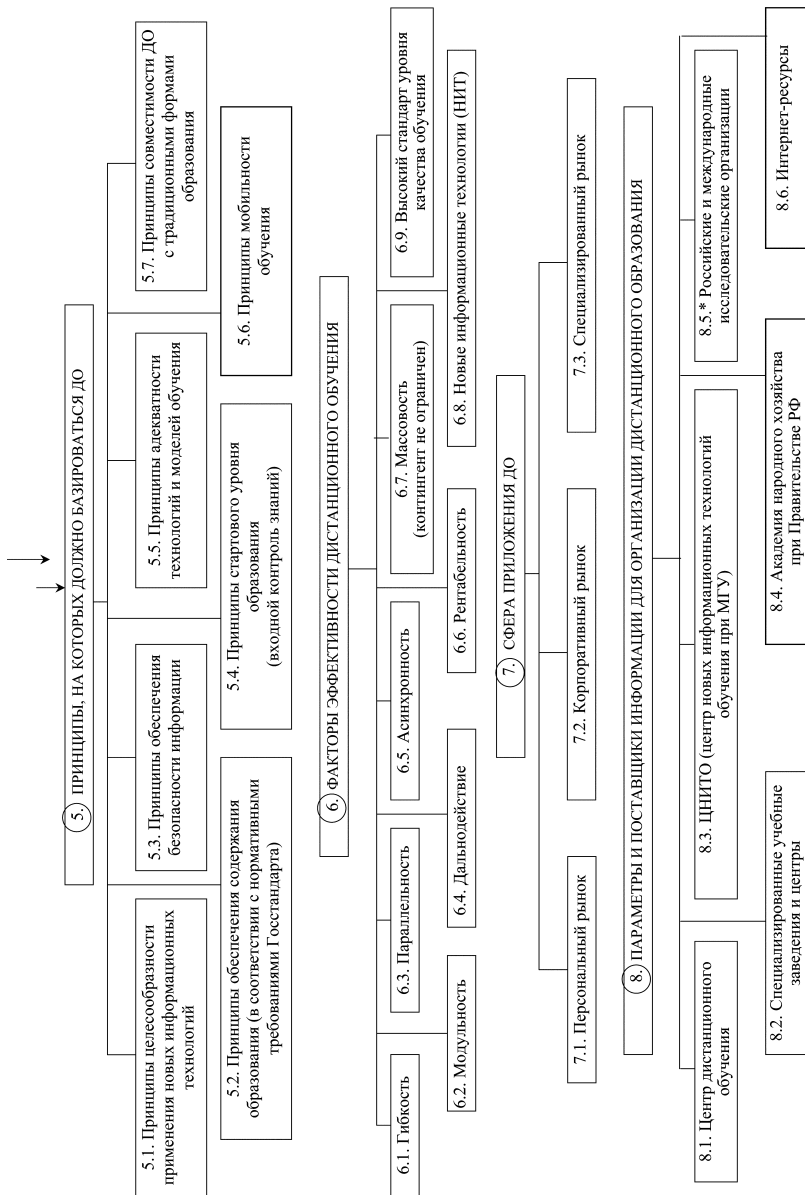 5. ПРИНЦИПЫ, НА КОТОРЫХ ДОЛЖНО БАЗИРОВАТЬСЯ ДО
5.1. Принципы целесообразности
применения новых информационных
технологий
5.2. Принципы обеспечения содержания
образования (в соответствии с нормативными
требованиями Госстандарта)
5.3. Принципы обеспечения
безопасности информации
5.4. Принципы стартового уровня
образования
(входной контроль знаний)
5.5. Принципы адекватности
технологий и моделей обучения
5.6. Принципы мобильности
обучения
5.7. Принципы совместимости ДО
с традиционными формами
образования
6. ФАКТОРЫ ЭФФЕКТИВНОСТИ ДИСТАНЦИОННОГО ОБУЧЕНИЯ
6.1. Гибкость
6.2. Модульность
6.3. Параллельность
6.4. Дальнодействие
6.5. Асинхронность
6.6. Рентабельность
6.7. Массовость
(контингент не ограничен)
6.8. Новые информационные технологии (НИТ)
6.9. Высокий стандарт уровня
качества обучения
7. СФЕРА ПРИЛОЖЕНИЯ ДО
7.1. Персональный рынок
7.2. Корпоративный рынок
7.3. Специализированный рынок
8. ПАРАМЕТРЫ И ПОСТАВЩИКИ ИНФОРМАЦИИ ДЛЯ ОРГАНИЗАЦИИ ДИСТАНЦИОННОГО ОБРАЗОВАНИЯ
8.1. Центр дистанционного
обучения
8.2. Специализированные учебные
заведения и центры
8.3. ЦНИТО (центр новых информационных технологий
обучения при МГУ)
8.4. Академия народного хозяйства
при Правительстве РФ
8.5.* Российские и международные
исследовательские организации
8.6. Интернет-ресурсы